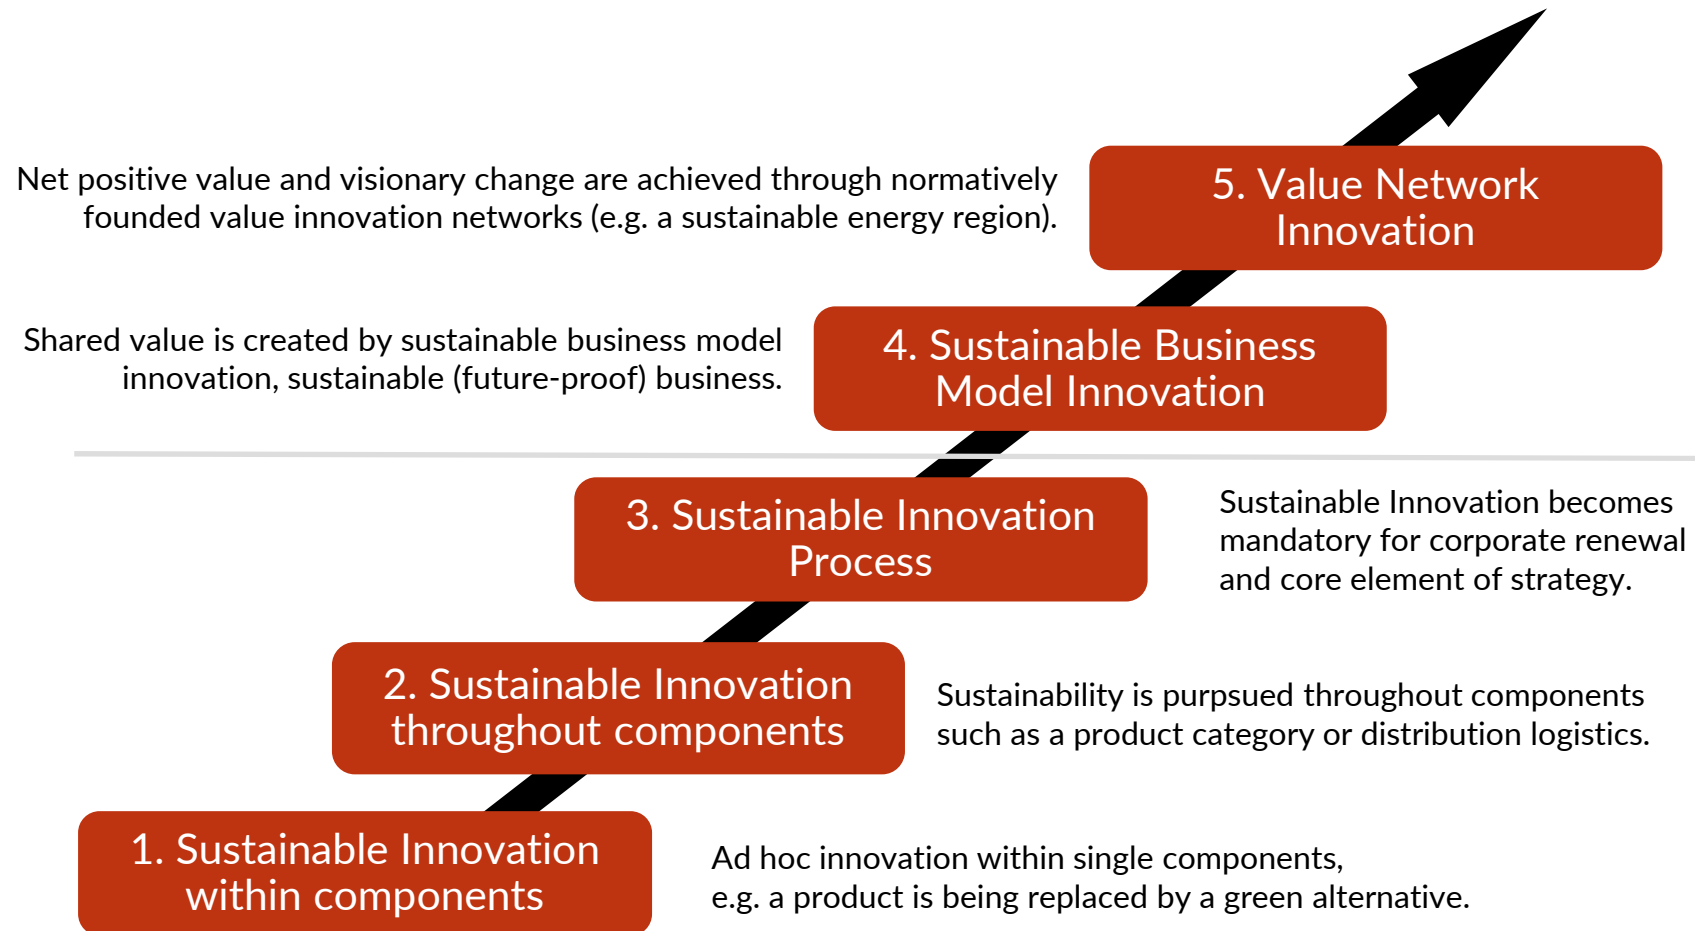 Net positive value and visionary change are achieved through normatively
founded value innovation networks (e.g. a sustainable energy region).
5. Value Network
Innovation
Shared value is created by sustainable business model
innovation, sustainable (future-proof) business.
4. Sustainable Business
Model Innovation
3. Sustainable Innovation
Process
Sustainable Innovation becomes
mandatory for corporate renewal
and core element of strategy.
2. Sustainable Innovation
throughout components
Sustainability is purpsued throughout components
such as a product category or distribution logistics.
1. Sustainable Innovation
within components
Ad hoc innovation within single components,
e.g. a product is being replaced by a green alternative.